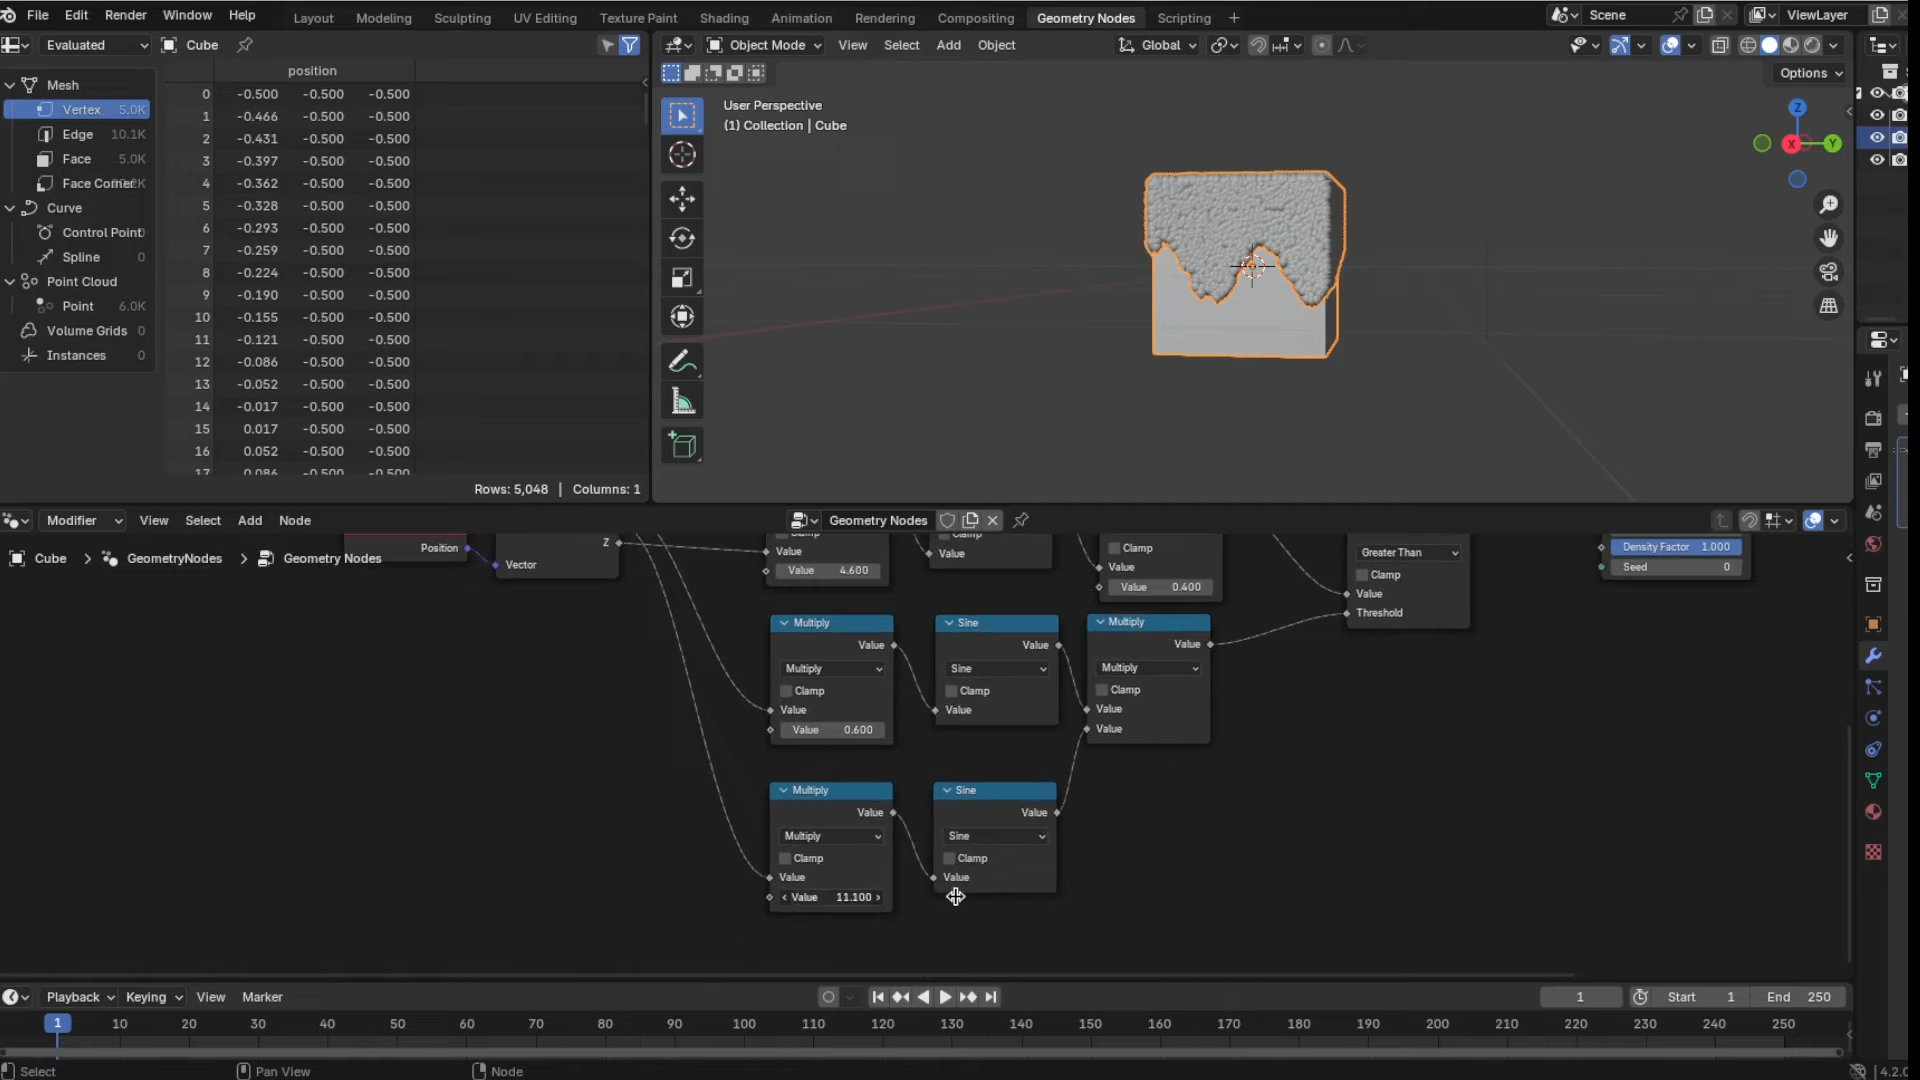 File Edit Render Window Help Layout Modeling Sculpting UV Editing Texture Paint Shading Animation Rendering Compositing Geometry Nodes Scripting + Scene ViewLayer
Evaluated Cube
Object Mode View Select Add Object Global
Options
position
Mesh
Vertex 5.0K
Edge 10.1K
Face 5.0K
Face Corner
Curve
Control Point
Spline 0
Point Cloud
Point 6.0K
Volume Grids 0
Instances 0
0 -0.500 -0.500 -0.500
1 -0.466 -0.500 -0.500
2 -0.431 -0.500 -0.500
3 -0.397 -0.500 -0.500
4 -0.362 -0.500 -0.500
5 -0.328 -0.500 -0.500
6 -0.293 -0.500 -0.500
7 -0.259 -0.500 -0.500
8 -0.224 -0.500 -0.500
9 -0.190 -0.500 -0.500
10 -0.155 -0.500 -0.500
11 -0.121 -0.500 -0.500
12 -0.086 -0.500 -0.500
13 -0.052 -0.500 -0.500
14 -0.017 -0.500 -0.500
15 0.017 -0.500 -0.500
16 0.052 -0.500 -0.500
17 0.086 -0.500 -0.500
Rows: 5,048 | Columns: 1
User Perspective
(1) Collection | Cube
Z
X
Y
Modifier View Select Add Node Geometry Nodes
Cube > GeometryNodes > Geometry Nodes
Position
Z
Vector
Clamp
Value
Value 4.600
Clamp
Value
Clamp
Value
Value 0.400
Greater Than
Clamp
Value
Threshold
Density Factor 1.000
Seed 0
Multiply
Value
Multiply
Clamp
Value
Value 0.600
Sine
Value
Sine
Clamp
Value
Multiply
Value
Multiply
Clamp
Value
Value
Multiply
Value
Multiply
Clamp
Value
Value 11.100
Sine
Value
Sine
Clamp
Value
Playback Keying View Marker
1 Start 1 End 250
1 10 20 30 40 50 60 70 80 90 100 110 120 130 140 150 160 170 180 190 200 210 220 230 240 250
Select Pan View Node 4.2.0